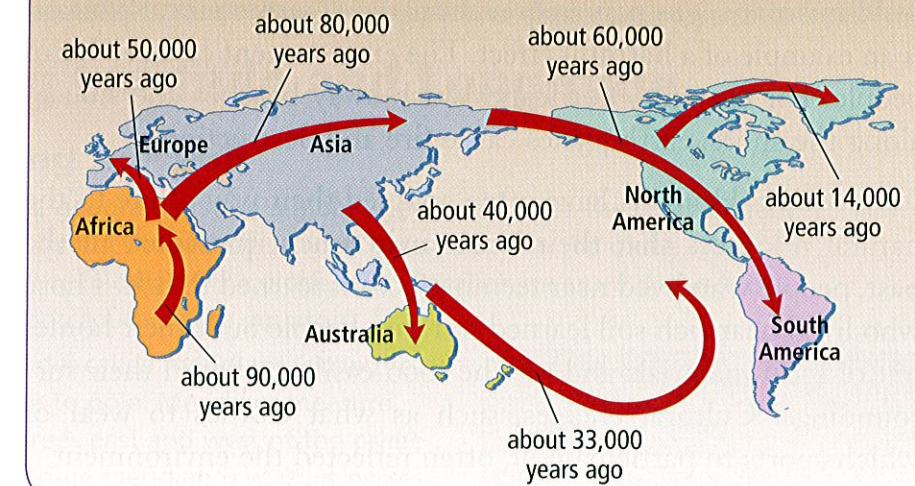 about 50,000
years ago
about 80,000
years ago
about 60,000
years ago
Europe
Asia
Africa
North
America
about 14,000
years ago
about 40,000
years ago
Australia
South
America
about 90,000
years ago
about 33,000
years ago